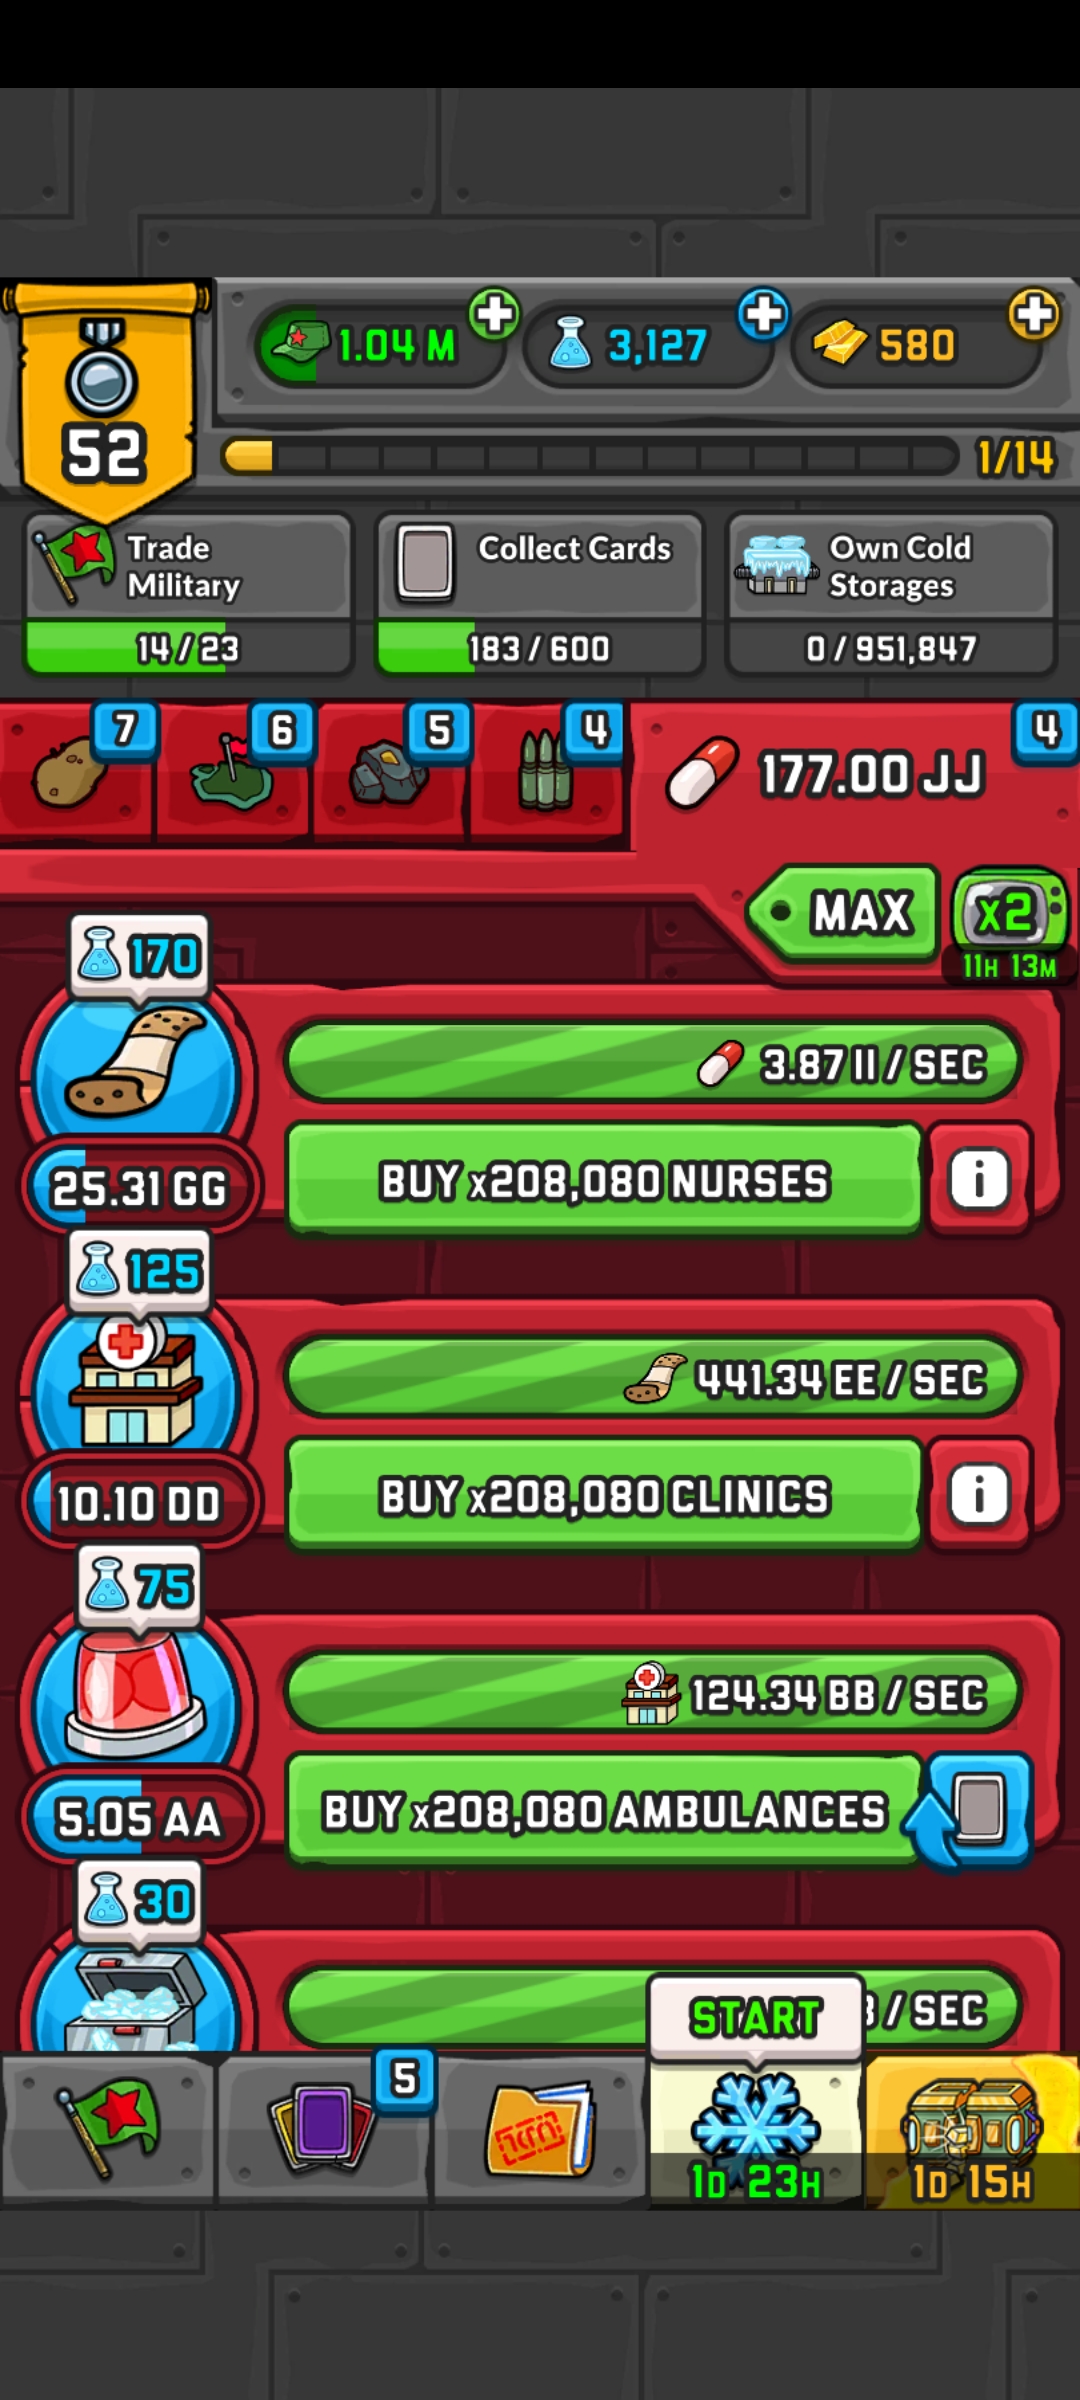 1.04 M
3,127
580
52
1/14
Trade
Military
14 / 23
Collect Cards
183 / 600
Own Cold
Storages
0 / 951,847
7
6
5
4
177.00 JJ
4
MAX
x2
11H 13M
170
3.87 II / SEC
25.31 GG
BUY x208,080 NURSES
i
125
441.34 EE / SEC
10.10 DD
BUY x208,080 CLINICS
i
75
124.34 BB / SEC
5.05 AA
BUY x208,080 AMBULANCES
30
/ SEC
START
5
1D 23H
1D 15H